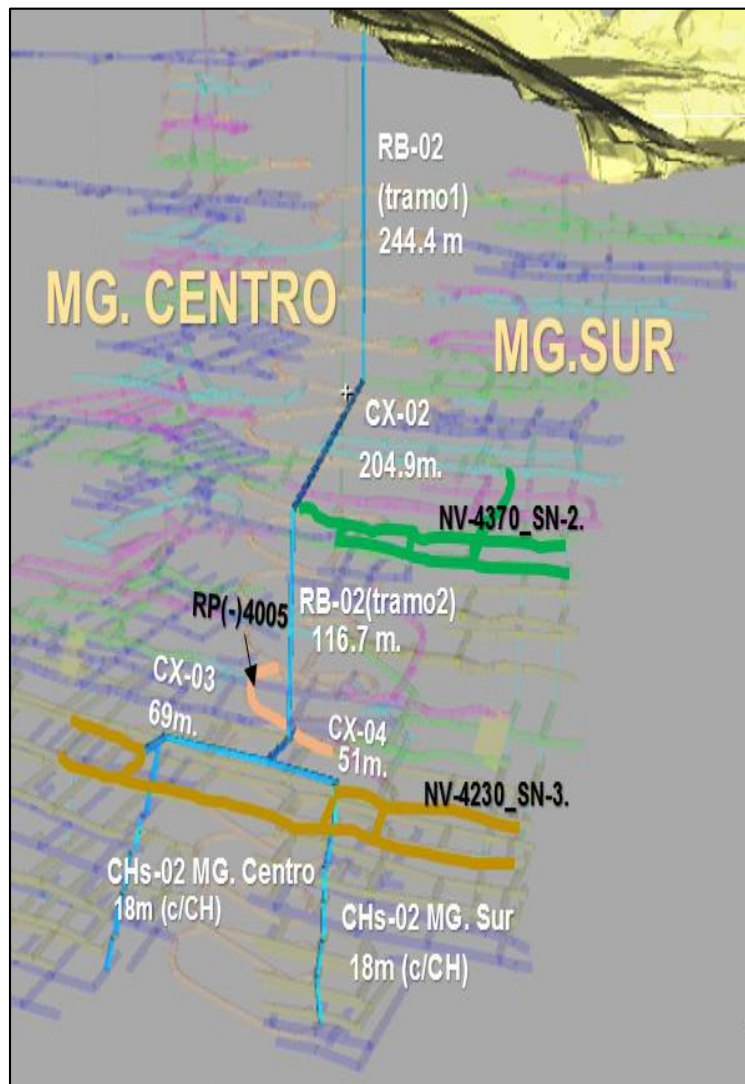 RB-02
(tramo1)
244.4 m
MG. CENTRO
MG.SUR
CX-02
204.9m.
NV-4370_SN-2.
RB-02(tramo2)
116.7 m.
RP(-)4005
CX-03
69m.
CX-04
51m.
NV-4230_SN-3.
CHs-02 MG. Centro
18m (c/CH)
CHs-02 MG. Sur
18m (c/CH)